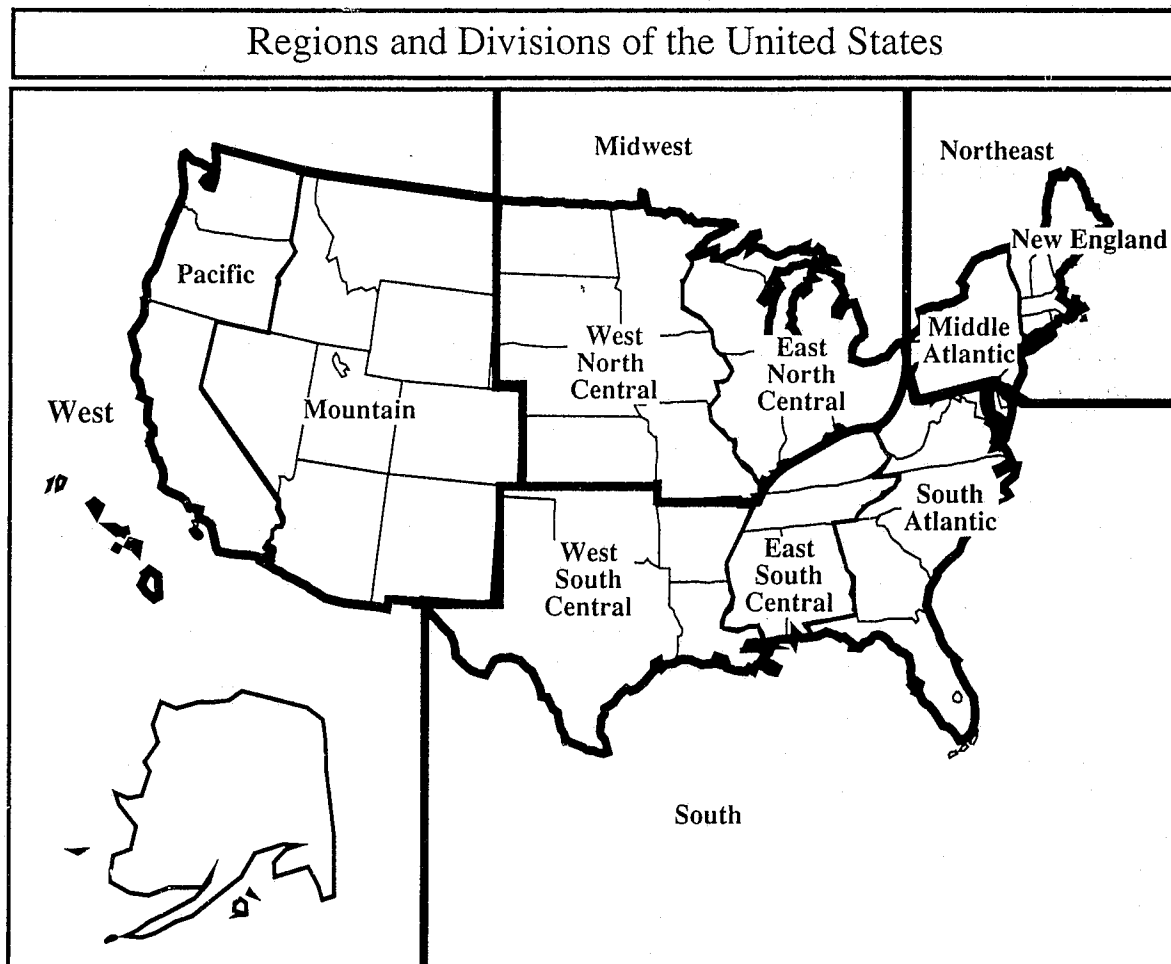 Regions and Divisions of the United States
Midwest
Northeast
New England
Pacific
Middle
Atlantic
West
North
Central
East
North
Central
West
Mountain
South
Atlantic
West
South
Central
East
South
Central
South